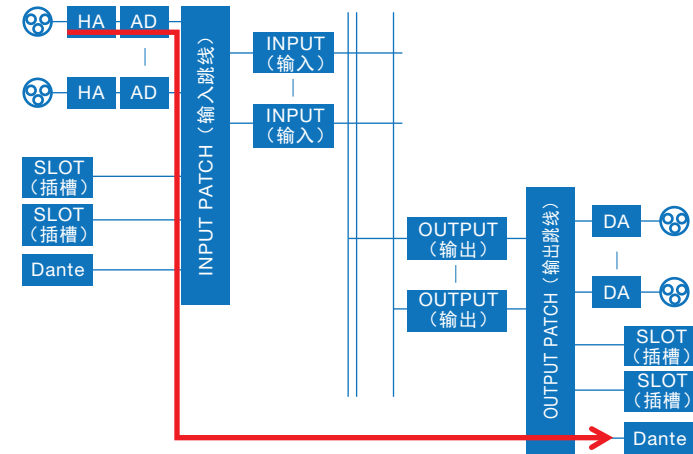 HA
AD
HA
AD
SLOT
（插槽）
SLOT
（插槽）
Dante
INPUT PATCH（输入跳线）
INPUT
（输入）
INPUT
（输入）
OUTPUT
（输出）
OUTPUT
（输出）
OUTPUT PATCH（输出跳线）
DA
DA
SLOT
（插槽）
SLOT
（插槽）
Dante